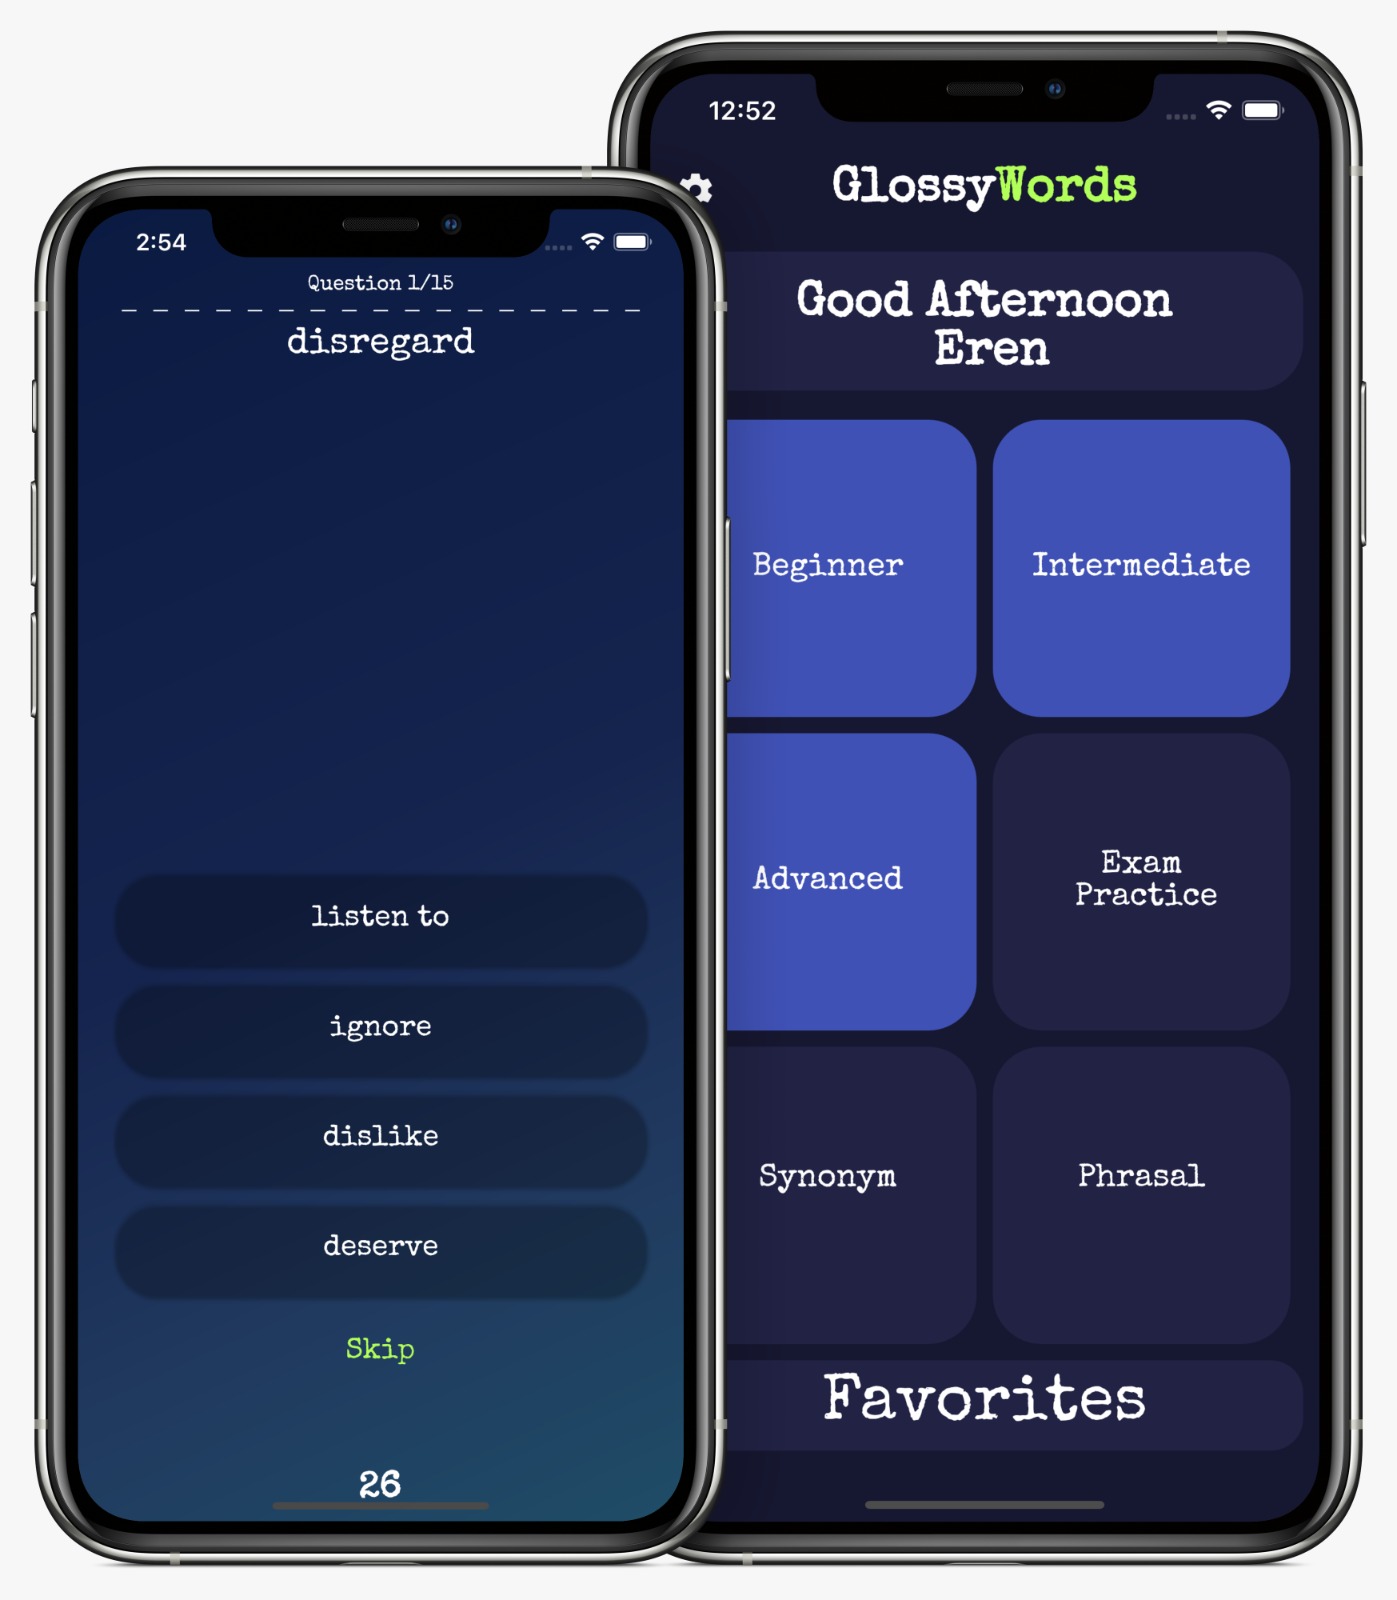 2:54
Question 1/15
disregard
listen to
ignore
dislike
deserve
Skip
26
12:52
GlossyWords
Good Afternoon
Eren
Beginner
Intermediate
Advanced
Exam
Practice
Synonym
Phrasal
Favorites